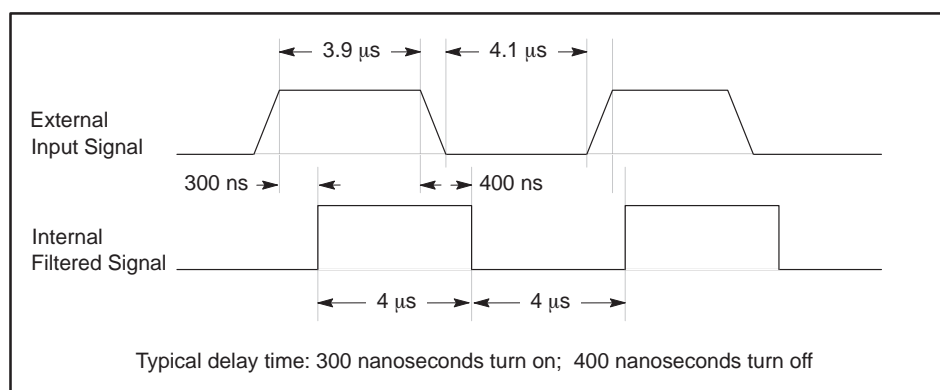 3.9 μs
4.1 μs
External
Input Signal
300 ns
400 ns
Internal
Filtered Signal
4 μs
4 μs
Typical delay time: 300 nanoseconds turn on; 400 nanoseconds turn off